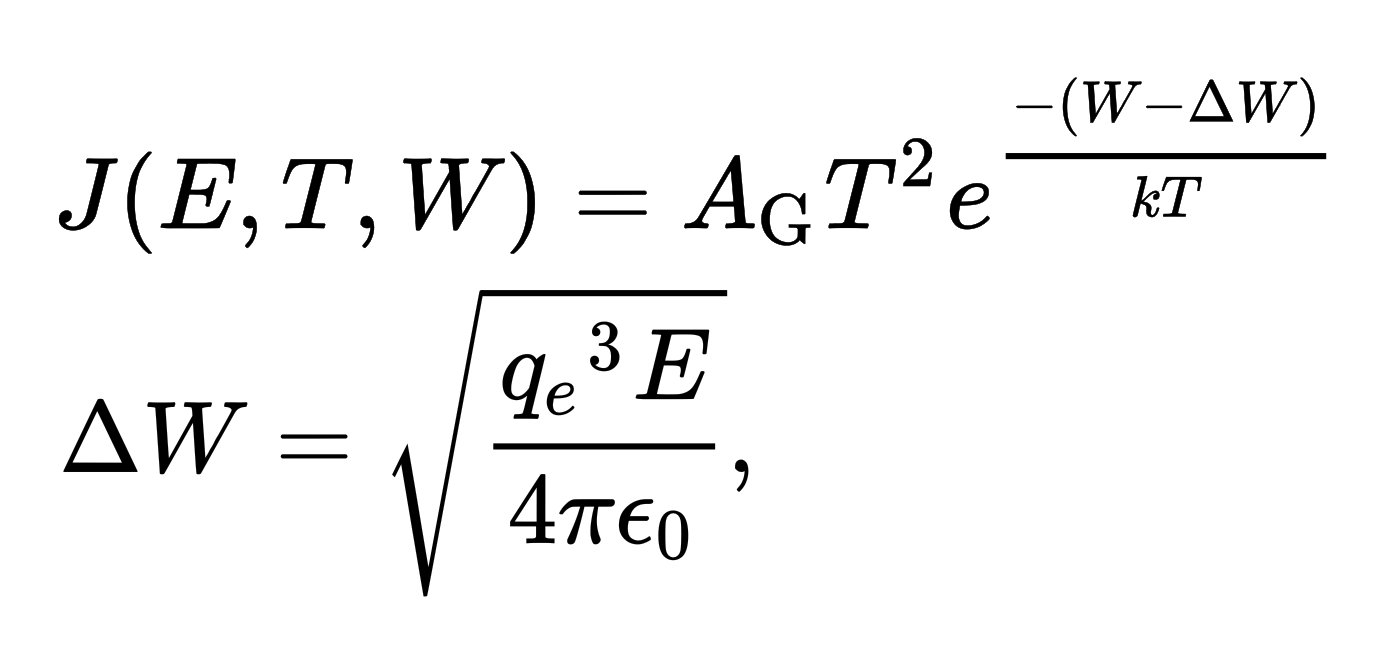 J(E, T, W) = A_G T^2 e^{\frac{-(W - \Delta W)}{kT}}
\Delta W = \sqrt{\frac{q_e^3 E}{4 \pi \epsilon_0}},